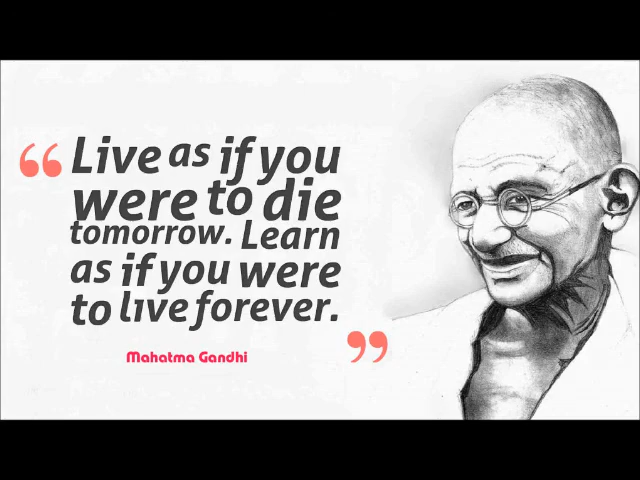 “Live as if you
were to die
tomorrow. Learn
as if you were
to live forever.
”
Mahatma Gandhi